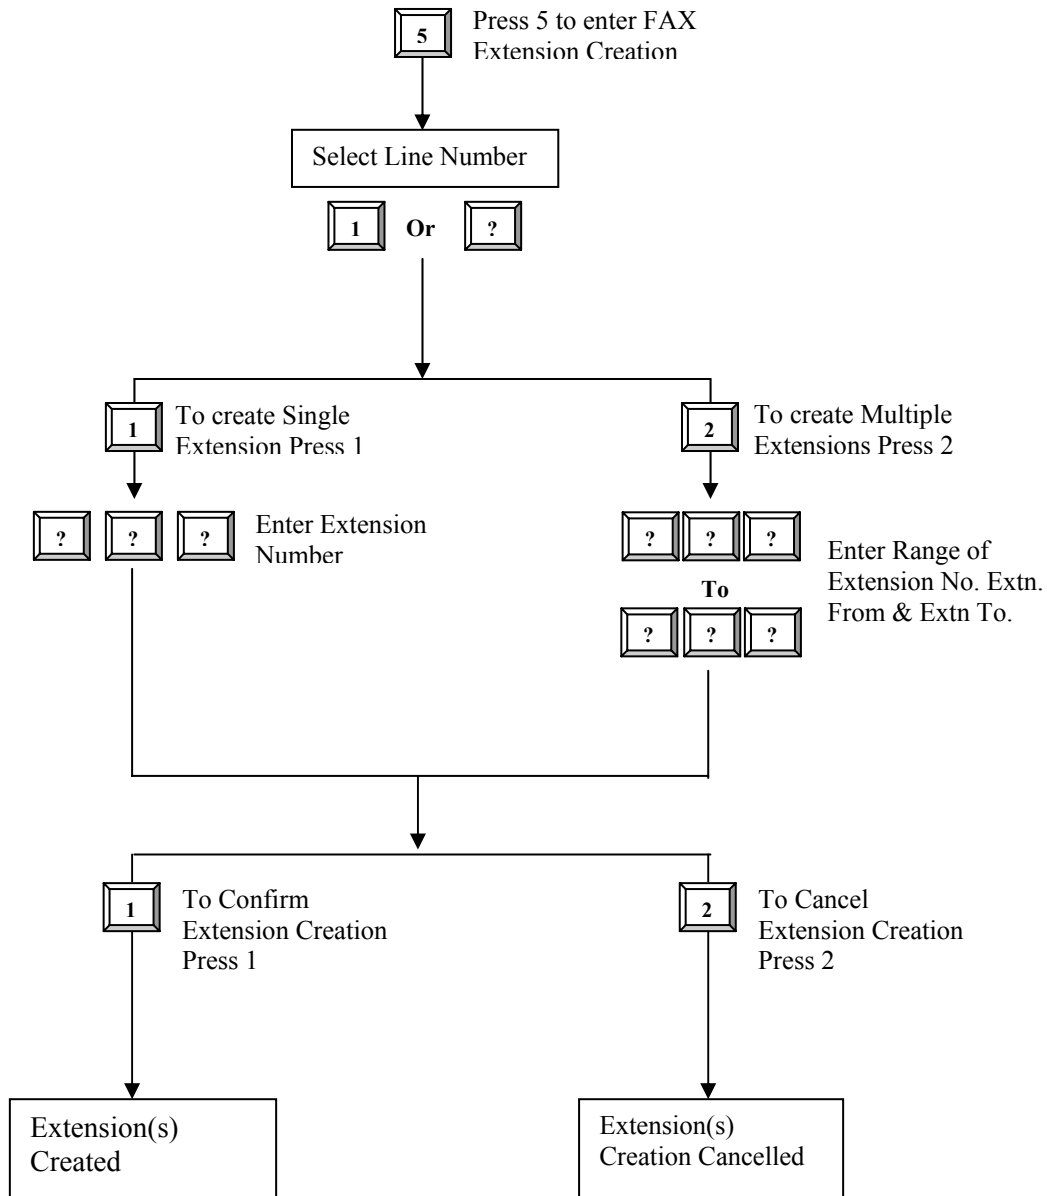 5
Press 5 to enter FAX
Extension Creation
Select Line Number
1 Or ?
1
To create Single
Extension Press 1
2
To create Multiple
Extensions Press 2
? ? ?
Enter Extension
Number
? ? ?
To
? ? ?
Enter Range of
Extension No. Extn.
From & Extn To.
1
To Confirm
Extension Creation
Press 1
2
To Cancel
Extension Creation
Press 2
Extension(s)
Created
Extension(s)
Creation Cancelled